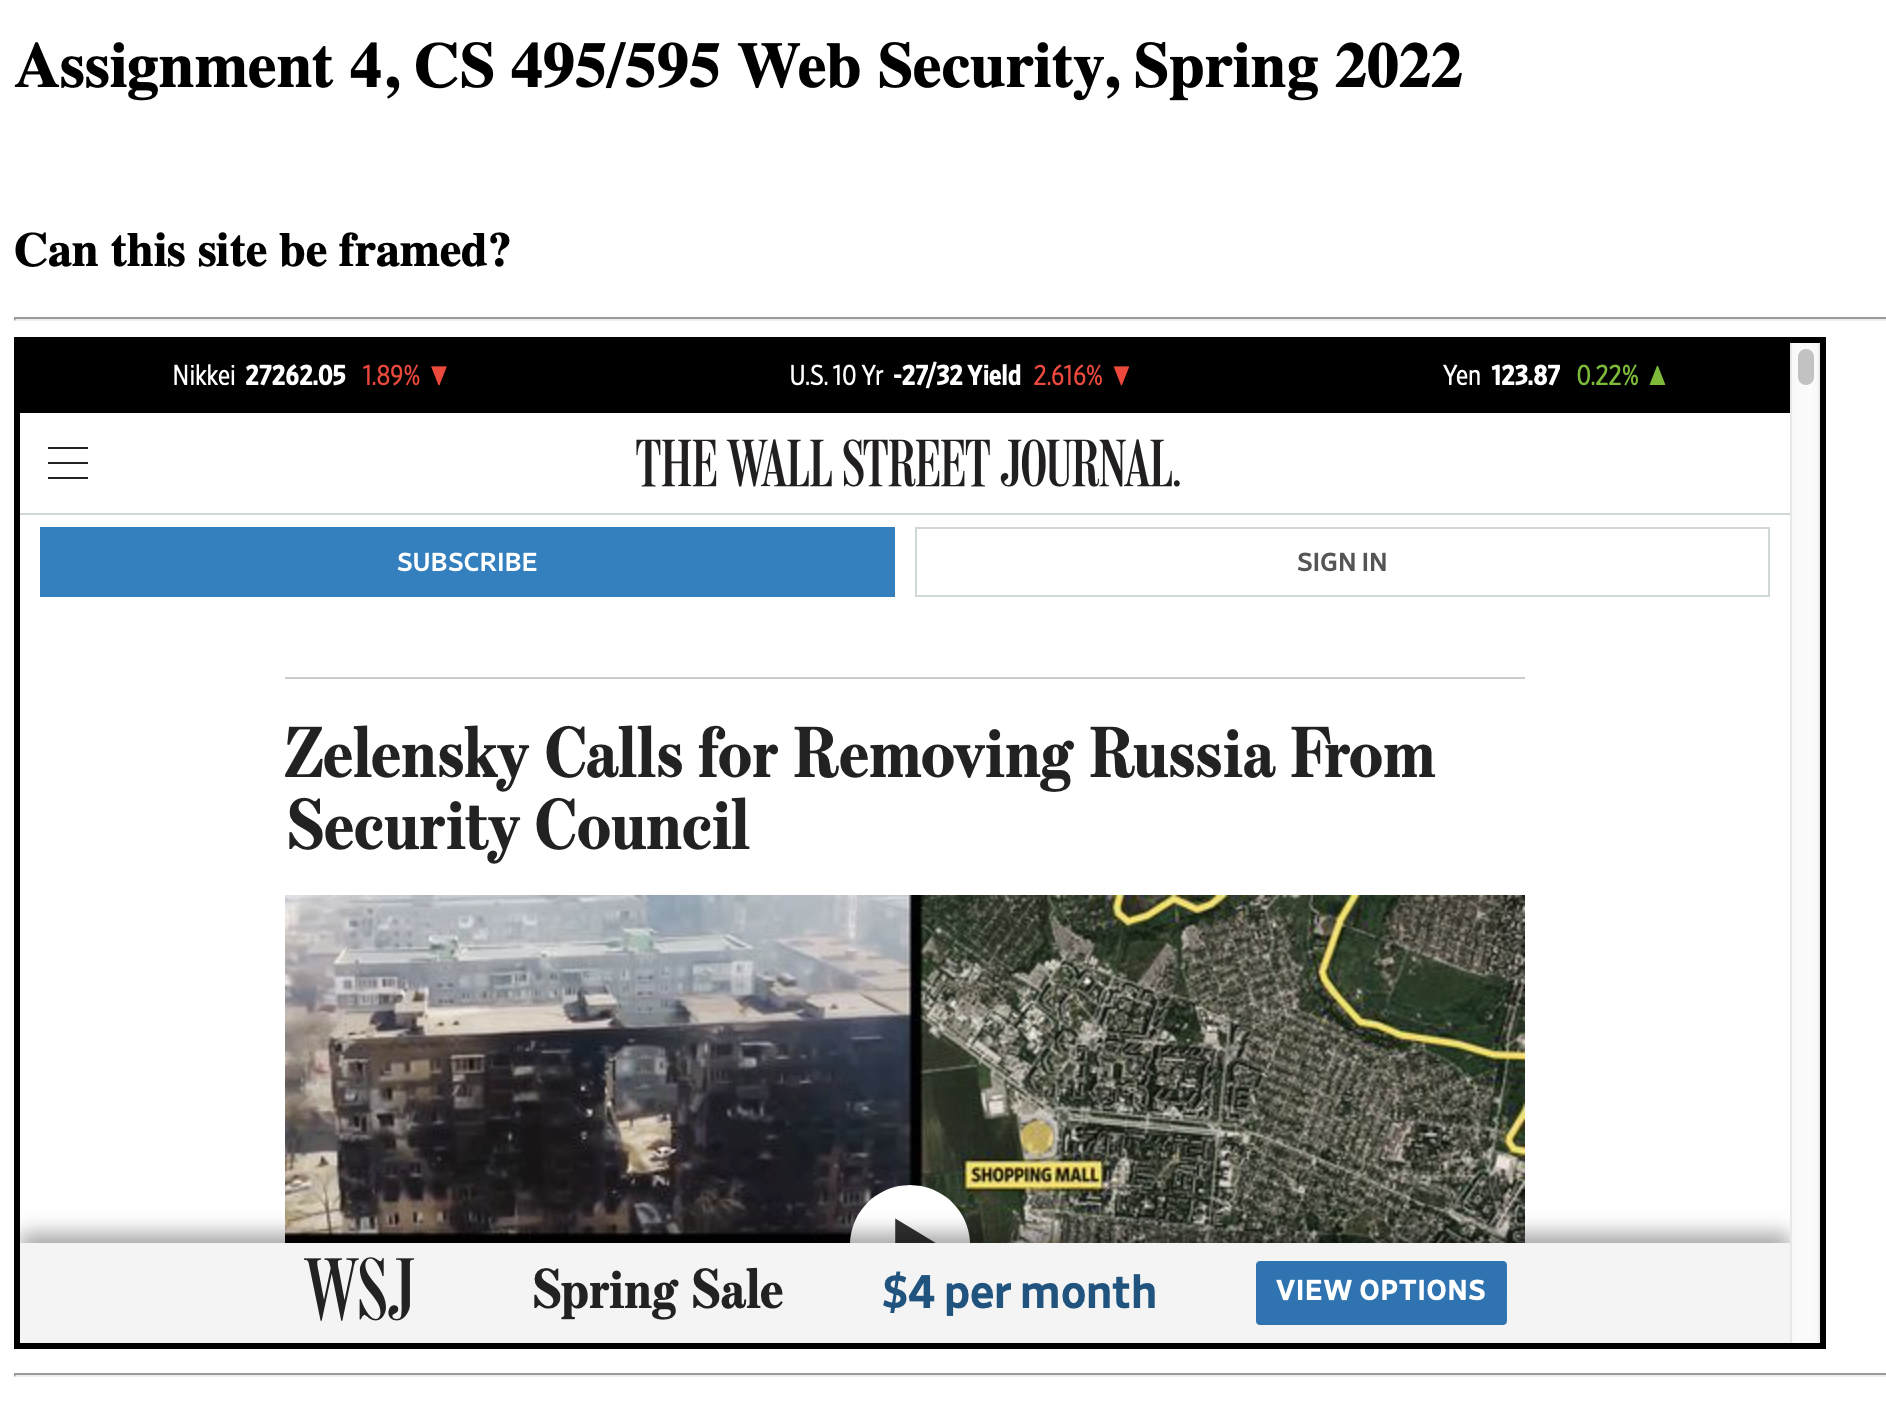 Assignment 4, CS 495/595 Web Security, Spring 2022
Can this site be framed?
Nikkei 27262.05 1.89% ▼ U.S. 10 Yr -27/32 Yield 2.616% ▼ Yen 123.87 0.22% ▲
THE WALL STREET JOURNAL.
SUBSCRIBE SIGN IN
Zelensky Calls for Removing Russia From
Security Council
SHOPPING MALL
WSJ Spring Sale $4 per month VIEW OPTIONS